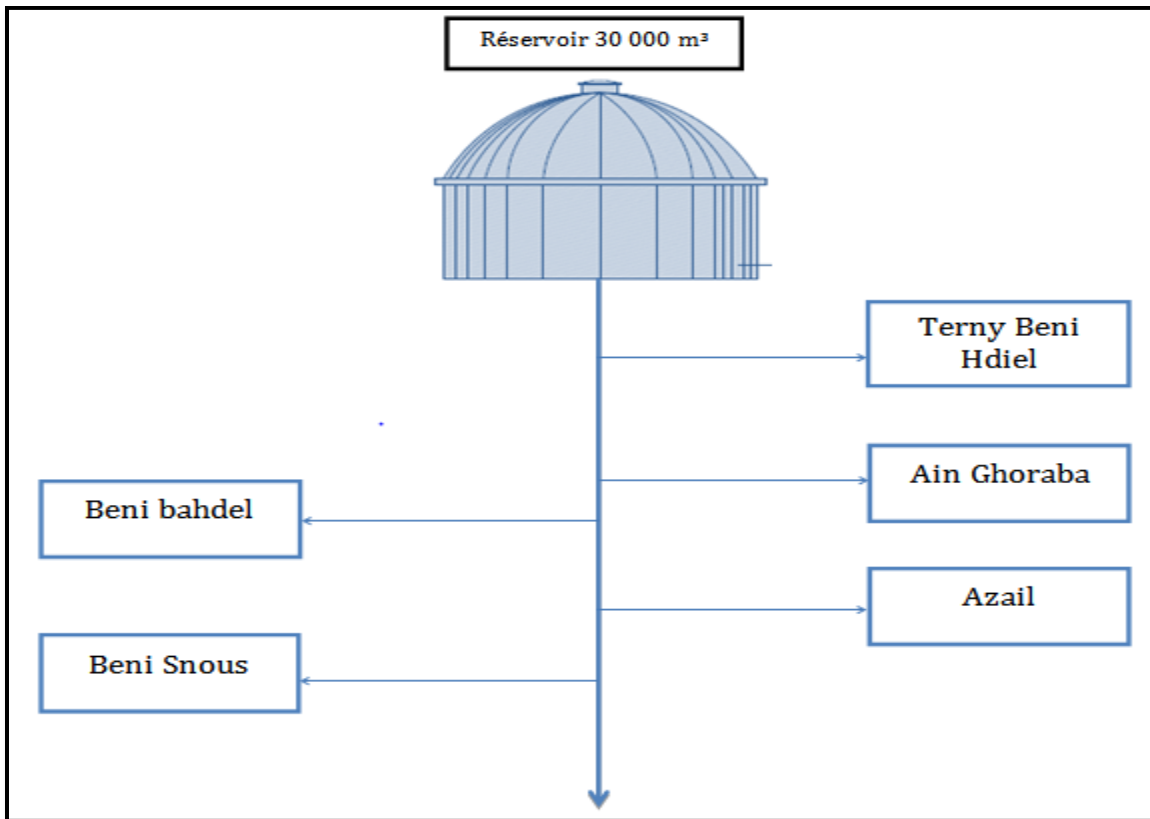 Réservoir 30 000 m³
Terny Beni
Hdiel
Ain Ghoraba
Beni bahdel
Azail
Beni Snous